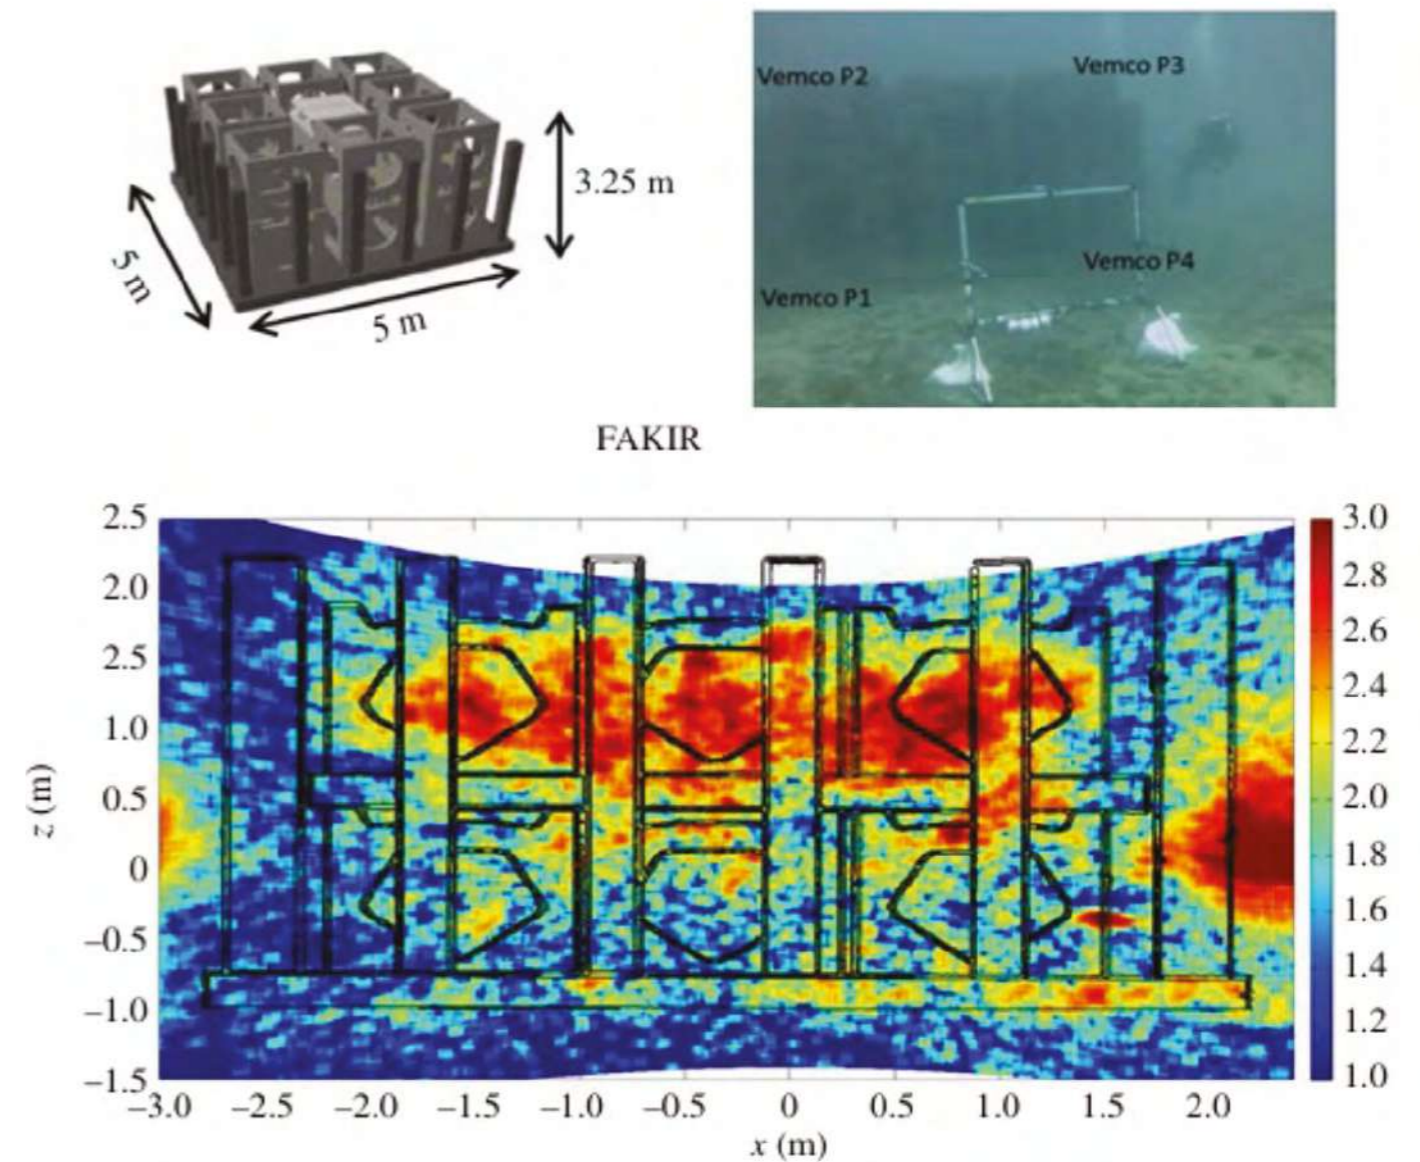 3.25 m
5 m
5 m
Vemco P2
Vemco P3
Vemco P4
Vemco P1
FAKIR
2.5
2.0
2.5
1.0
0.5
0
–0.5
–1.0
–1.5
z (m)
–3.0 –2.5 –2.0 –1.5 –1.0 –0.5 0 0.5 1.0 1.5 2.0
x (m)
3.0
2.8
2.6
2.4
2.2
2.0
1.8
1.6
1.4
1.2
1.0